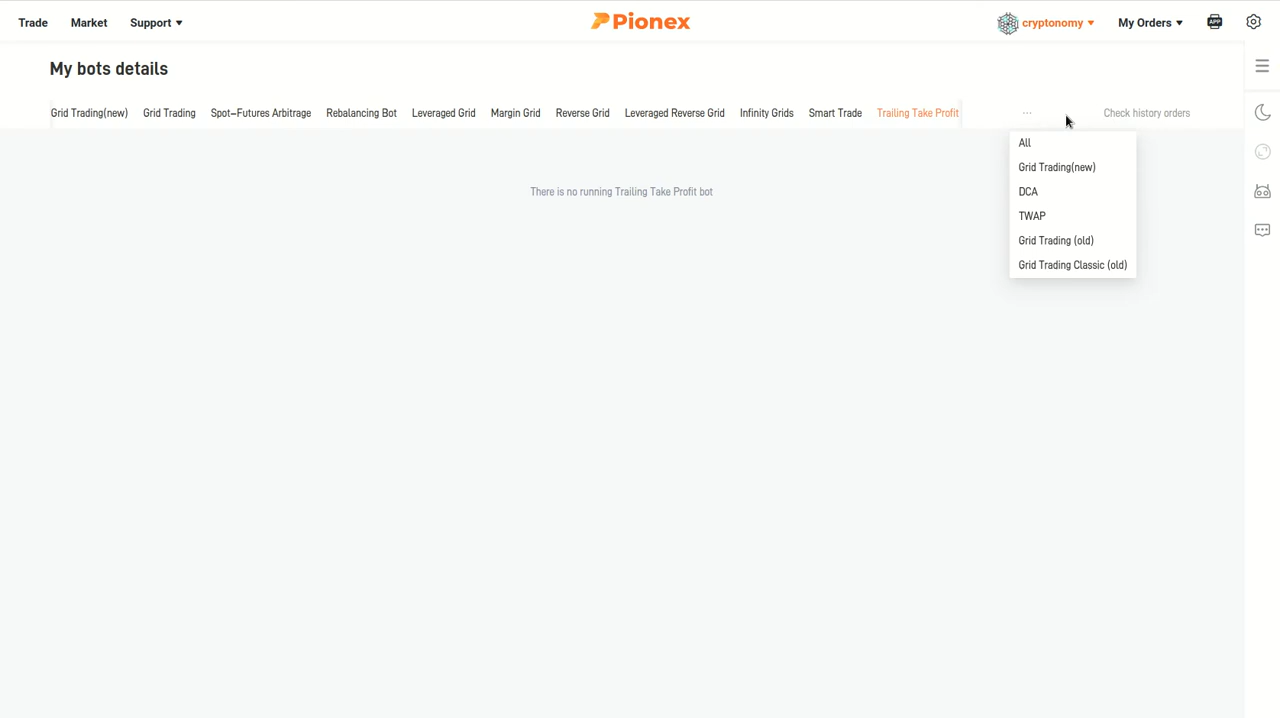 Trade Market Support Pionex cryptonomy My Orders APP
My bots details
Grid Trading(new) Grid Trading Spot-Futures Arbitrage Rebalancing Bot Leveraged Grid Margin Grid Reverse Grid Leveraged Reverse Grid Infinity Grids Smart Trade Trailing Take Profit ... Check history orders
All
Grid Trading(new)
There is no running Trailing Take Profit bot DCA
TWAP
Grid Trading (old)
Grid Trading Classic (old)